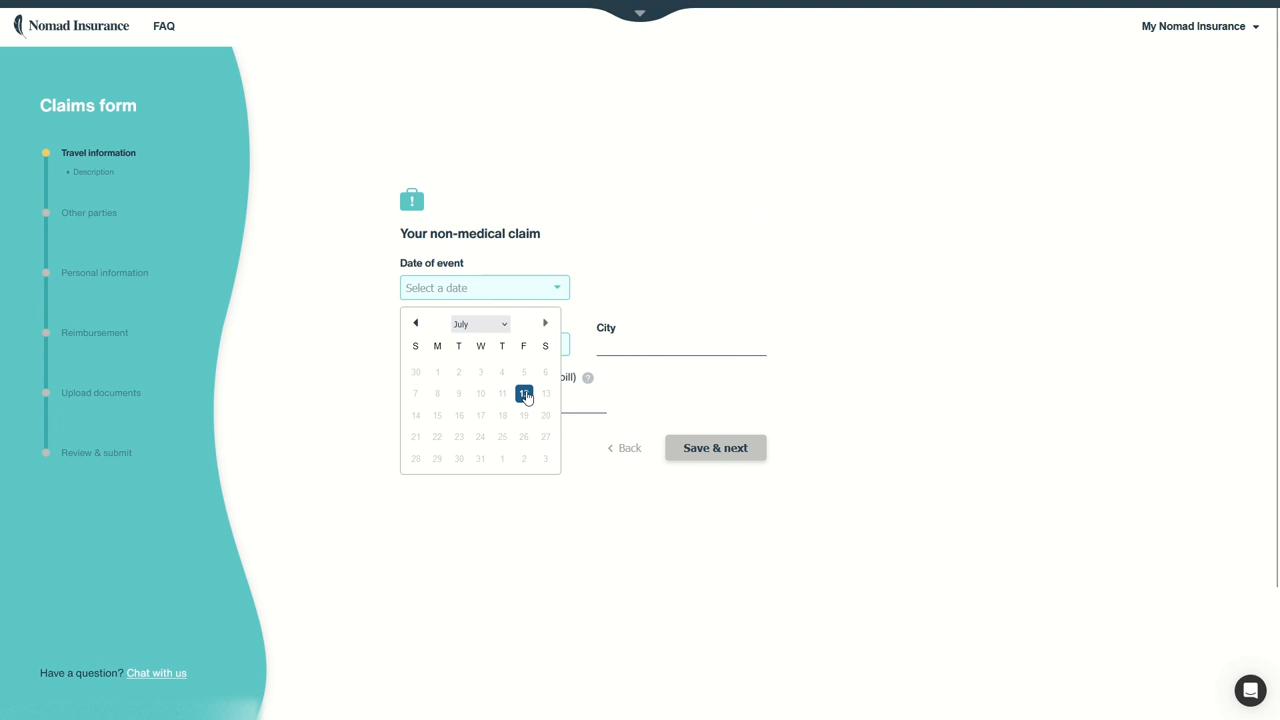 Nomad Insurance
FAQ
My Nomad Insurance
Claims form
Travel information
• Description
Other parties
Personal information
Reimbursement
Upload documents
Review & submit
Have a question? Chat with us
Your non-medical claim
Date of event
Select a date
July
S M T W T F S
30 1 2 3 4 5 6
7 8 9 10 11 12 13
14 15 16 17 18 19 20
21 22 23 24 25 26 27
28 29 30 31 1 2 3
City
bill) ?
Back
Save & next